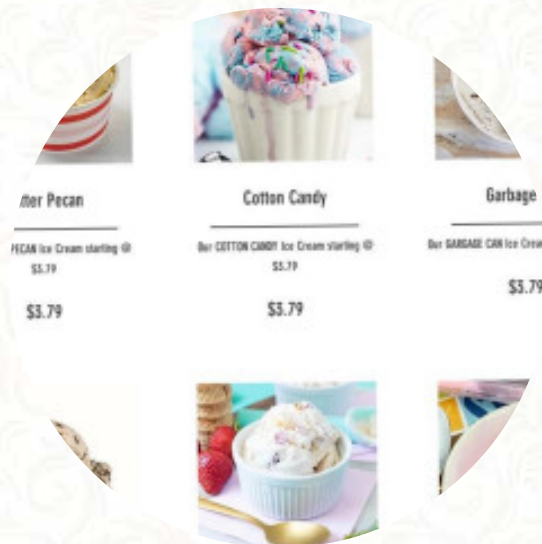 tter Pecan
PECAN Ice Cream starting @
$3.79
$3.79
Cotton Candy
Our COTTON CANDY Ice Cream starting @
$3.79
$3.79
Garbage
Our GARBAGE CAN Ice Crea
$3.79